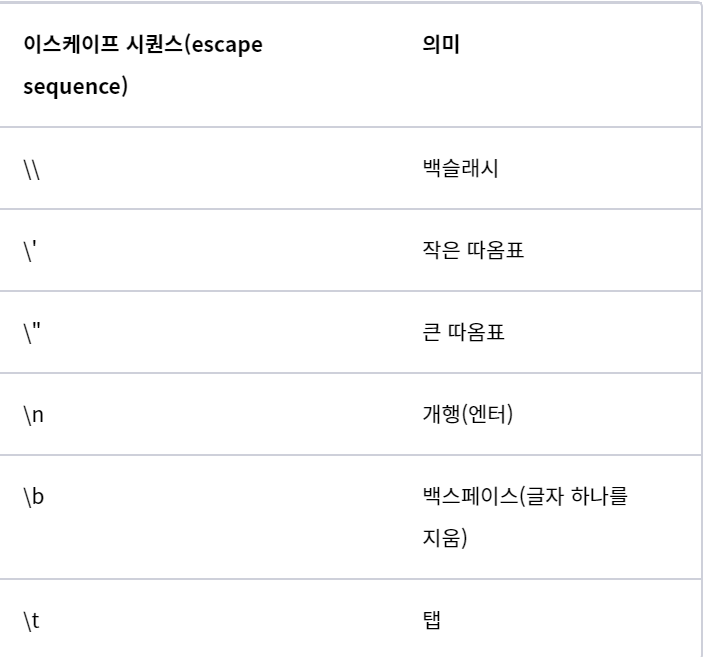 이스케이프 시퀀스(escape 의미
sequence)
\\ 백슬래시
\' 작은 따옴표
\" 큰 따옴표
\n 개행(엔터)
\b 백스페이스(글자 하나를
지움)
\t 탭